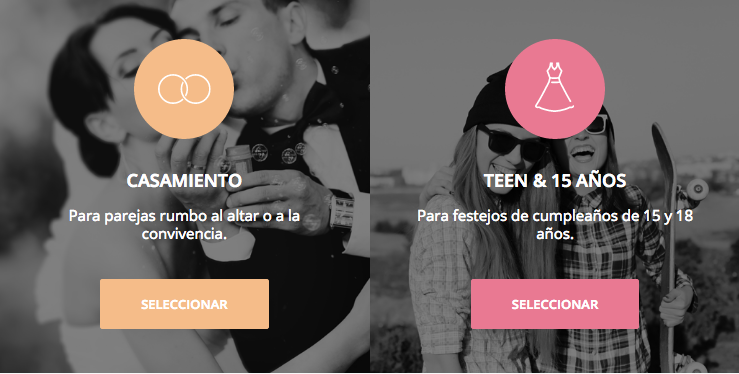 CASAMIENTO
Para parejas rumbo al altar o a la
convivencia.
SELECCIONAR
TEEN & 15 AÑOS
Para festejos de cumpleaños de 15 y 18
años.
SELECCIONAR